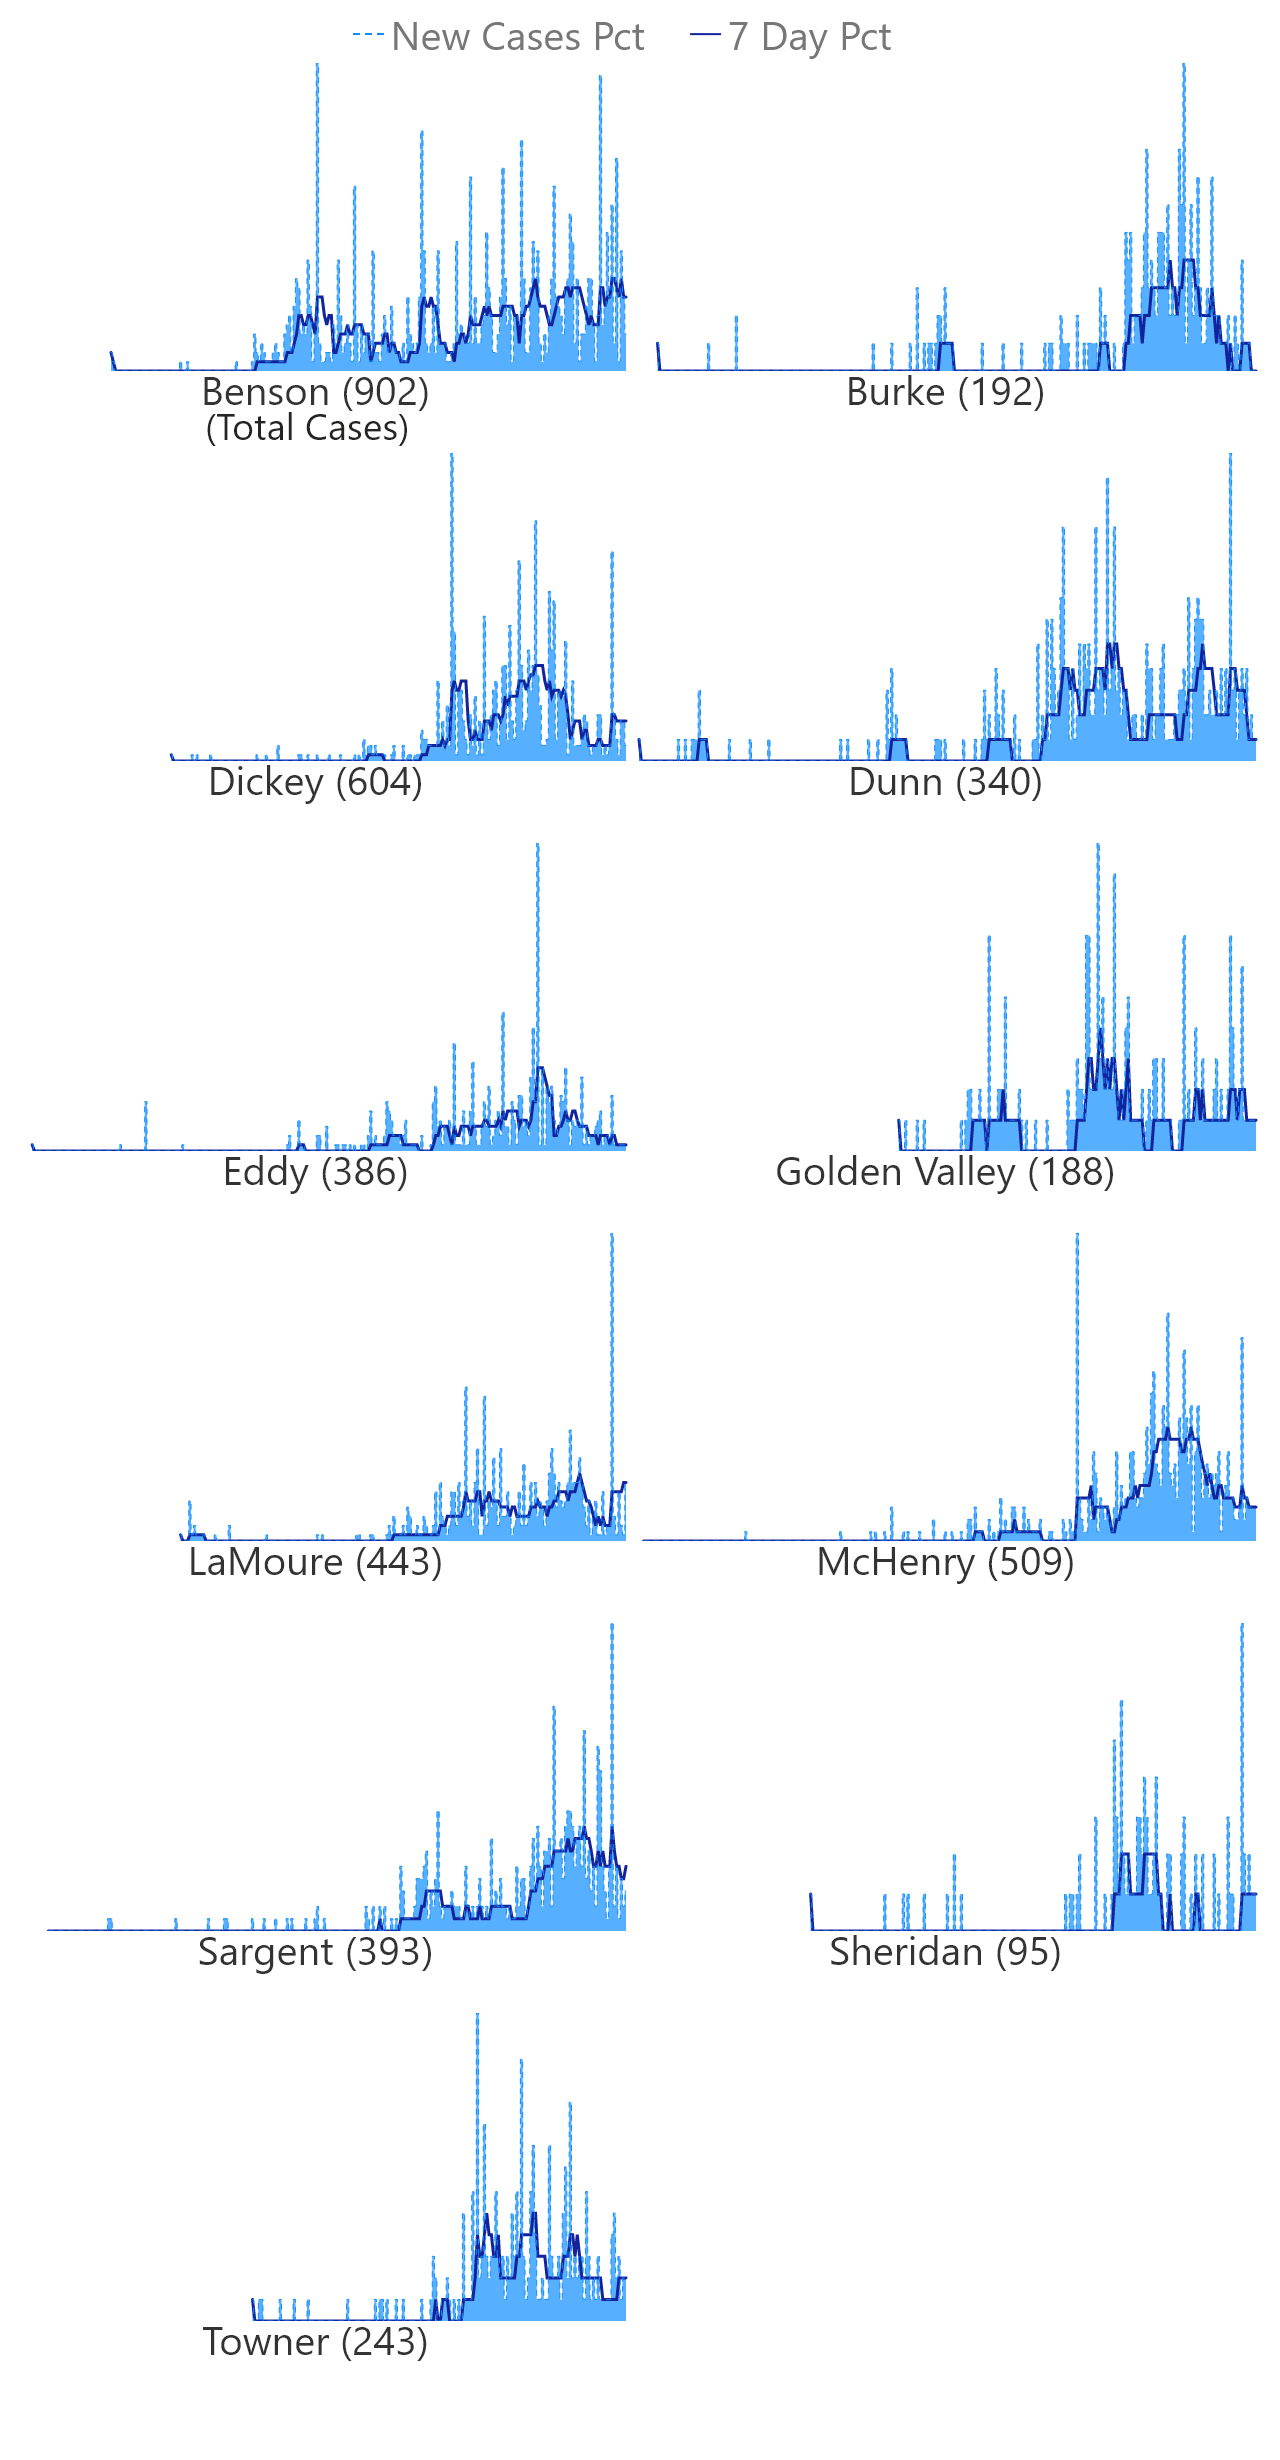 New Cases Pct 7 Day Pct
Benson (902) Burke (192)
(Total Cases)
Dickey (604) Dunn (340)
Eddy (386) Golden Valley (188)
LaMoure (443) McHenry (509)
Sargent (393) Sheridan (95)
Towner (243)